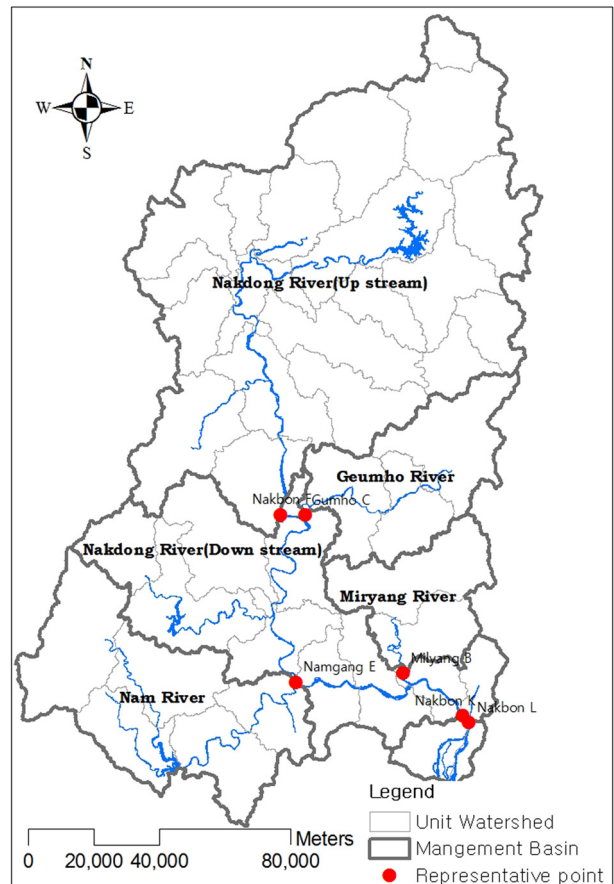 N
W E
S
Nakdong River(Up stream)
Geumho River
Nakbon F Gumho C
Nakdong River(Down stream)
Miryang River
Milyang B
Namgang E
Nam River
Nakbon K
Nakbon L
Legend
Unit Watershed
Mangement Basin
Representative point
Meters
0 20,000 40,000 80,000